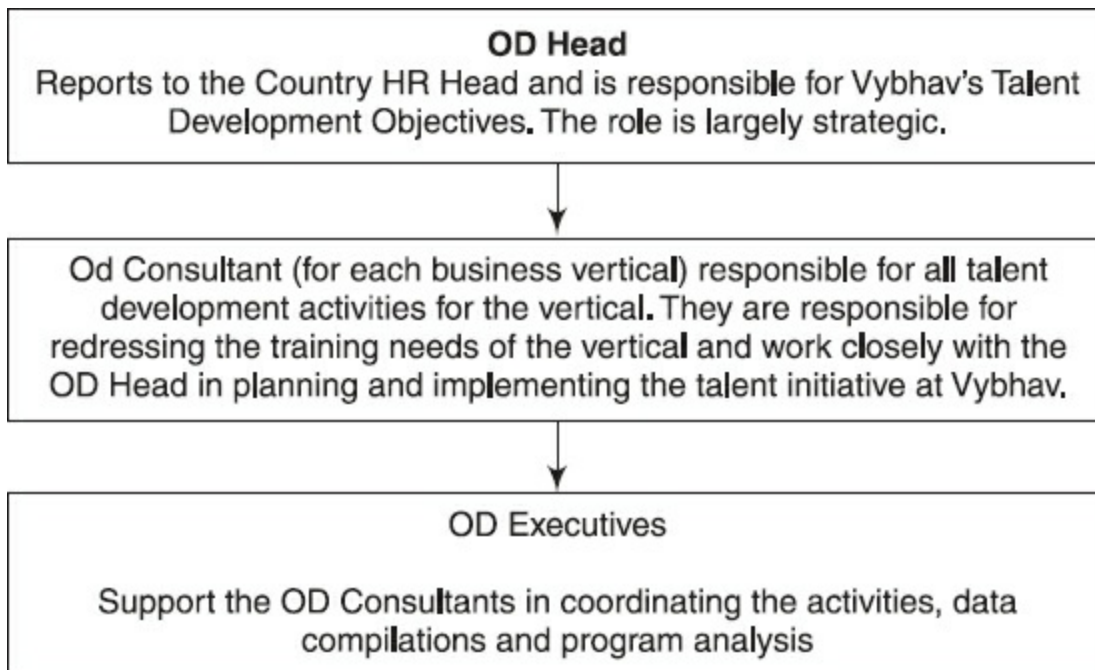 OD Head
Reports to the Country HR Head and is responsible for Vybhav's Talent
Development Objectives. The role is largely strategic.
Od Consultant (for each business vertical) responsible for all talent
development activities for the vertical. They are responsible for
redressing the training needs of the vertical and work closely with the
OD Head in planning and implementing the talent initiative at Vybhav.
OD Executives
Support the OD Consultants in coordinating the activities, data
compilations and program analysis